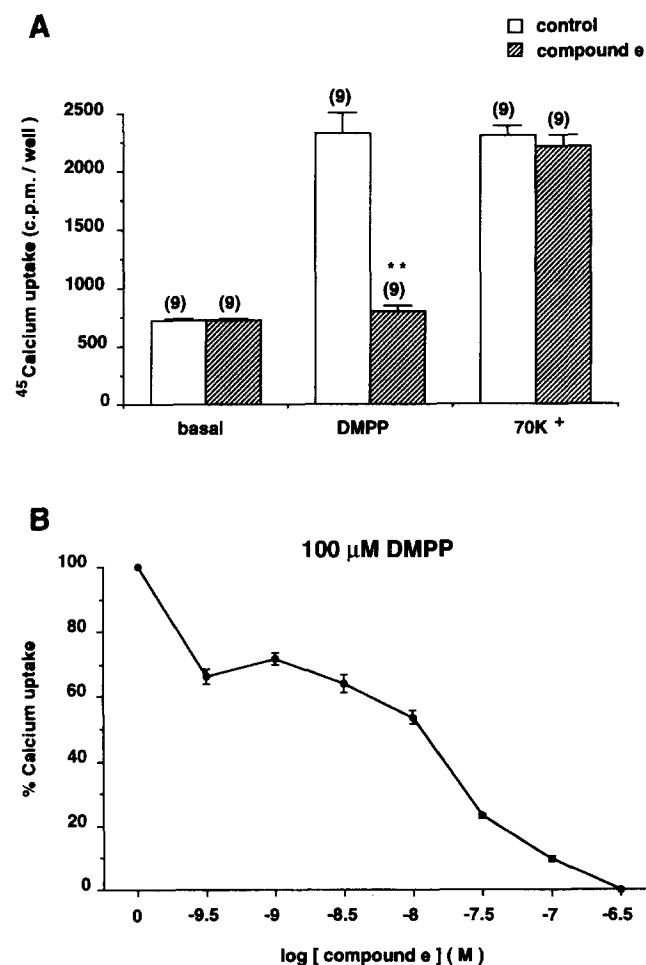 A
control
compound e
⁴⁵Calcium uptake (c.p.m. / well)
2500
2000
1500
1000
500
0
(9) (9)
(9)
* *
(9)
(9) (9)
basal DMPP 70K +
B
100 μM DMPP
% Calcium uptake
100
80
60
40
20
0
0 -9.5 -9 -8.5 -8 -7.5 -7 -6.5
log [ compound e ] ( M )